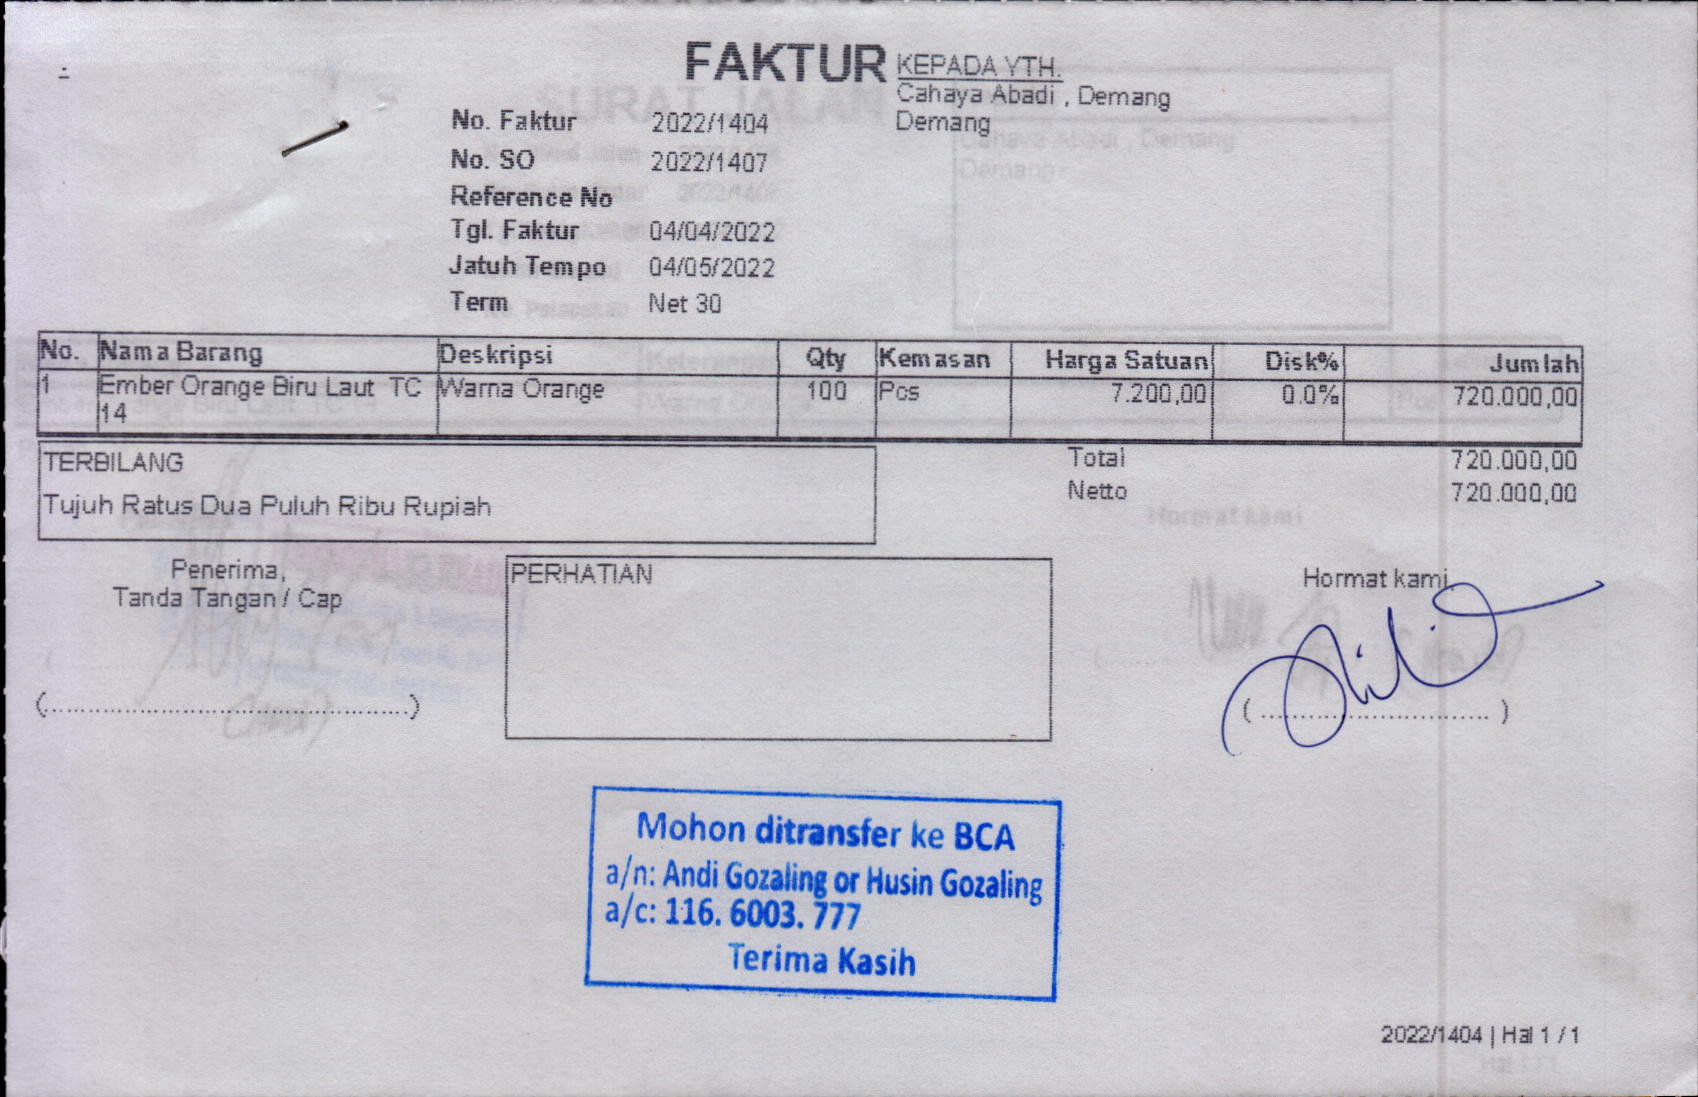 FAKTUR
KEPADA YTH.
Cahaya Abadi , Demang
Demang
No. Faktur 2022/1404
No. SO 2022/1407
Reference No
Tgl. Faktur 04/04/2022
Jatuh Tempo 04/05/2022
Term Net 30
No. Nama Barang Deskripsi Qty Kemasan Harga Satuan Disk% Jumlah
1 Ember Orange Biru Laut TC Warna Orange 100 Pcs 7.200,00 0.0% 720.000,00
14
TERBILANG
Tujuh Ratus Dua Puluh Ribu Rupiah
Total 720.000,00
Netto 720.000,00
Penerima,
Tanda Tangan / Cap
(..................................................)
PERHATIAN
Hormat kami
( ................................ )
Mohon ditransfer ke BCA
a/n: Andi Gozaling or Husin Gozaling
a/c: 116. 6003. 777
Terima Kasih
2022/1404 | Hal 1 / 1